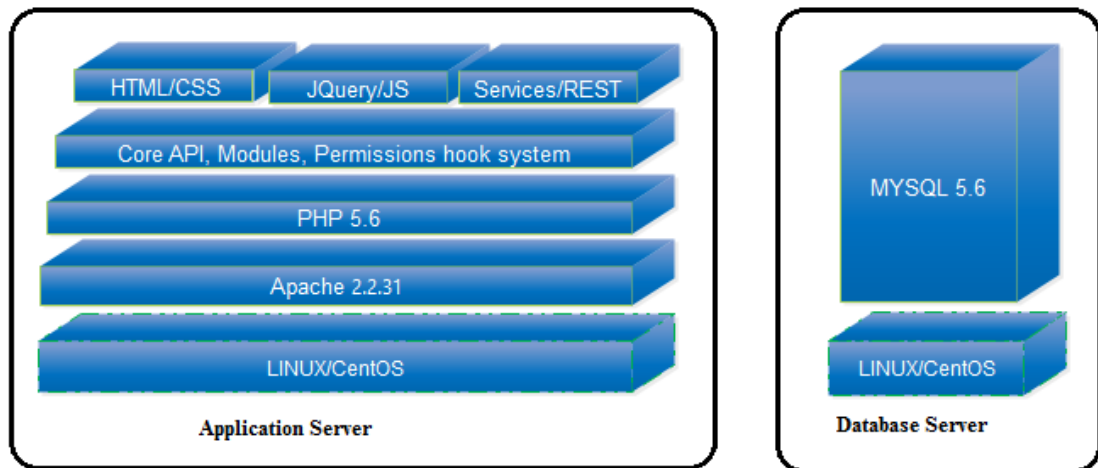 HTML/CSS
JQuery/JS
Services/REST
Core API, Modules, Permissions hook system
PHP 5.6
Apache 2.2.31
LINUX/CentOS
Application Server
MYSQL 5.6
LINUX/CentOS
Database Server